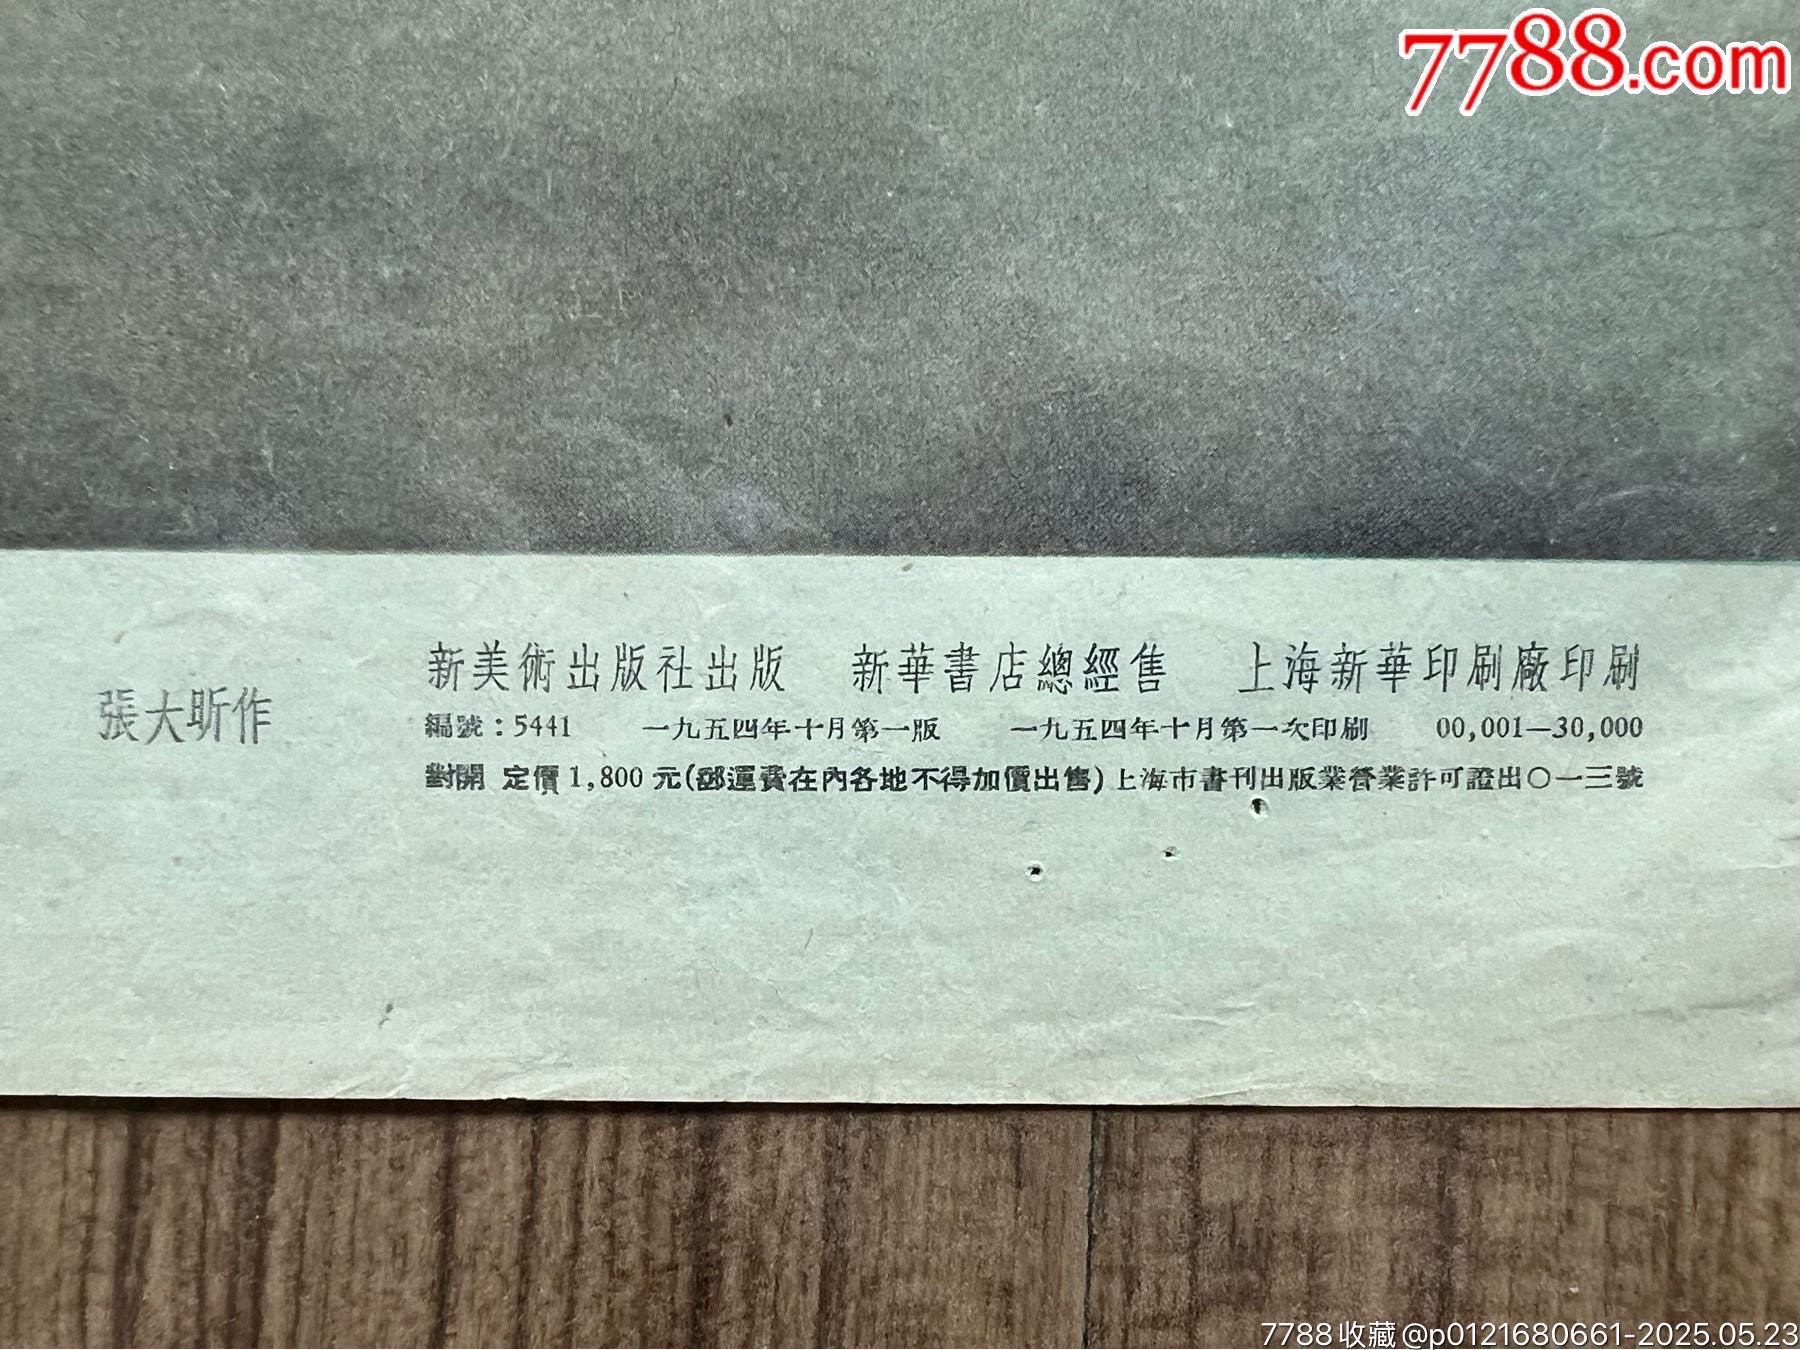 7788.com
張大昕作
新美術出版社出版 新華書店總經售 上海新華印刷廠印刷
編號：5441 一九五四年十月第一版 一九五四年十月第一次印刷 00,001—30,000
對開 定價1,800元(郵運費在內各地不得加價出售)上海市書刊出版業營業許可證出〇一三號
7788收藏@p0121680661-2025.05.23